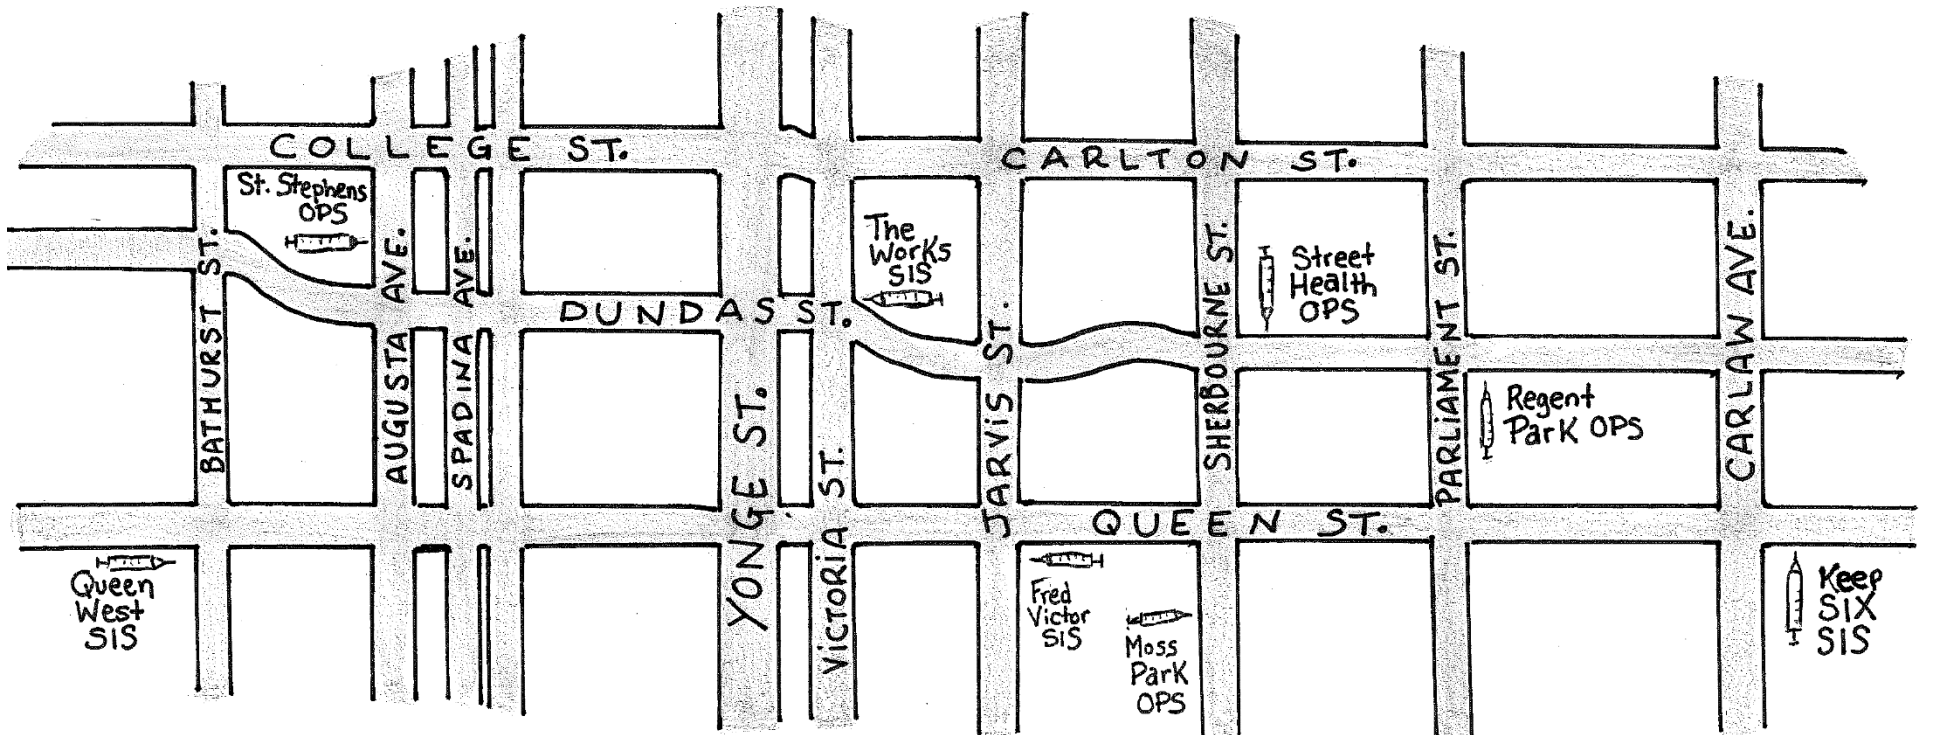 COLLEGE ST.
CARLTON ST.
St. Stephens
OPS
The
Works
SIS
Street
Health
OPS
DUNDAS ST.
BATHURST ST.
AUGUSTA AVE.
SPADINA AVE.
YONGE ST.
VICTORIA ST.
JARVIS ST.
SHERBOURNE ST.
PARLIAMENT ST.
CARLAW AVE.
Regent
Park OPS
QUEEN ST.
Queen
West
SIS
Fred
Victor
SIS
Moss
Park
OPS
Keep
SIX
SIS